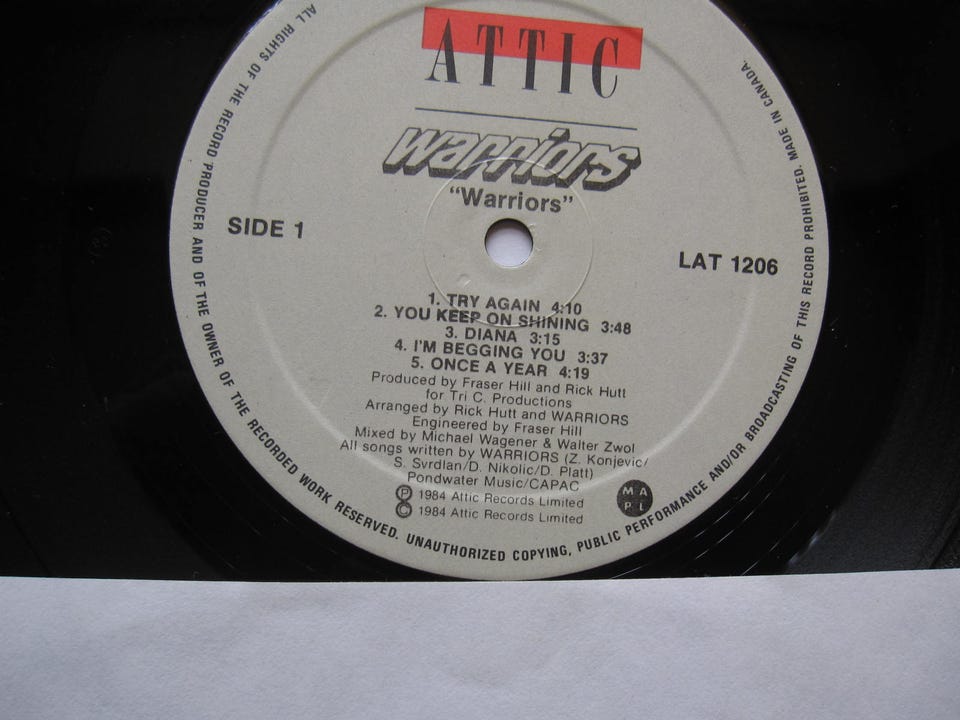 ATTIC
warriors
"Warriors"
SIDE 1
LAT 1206
1. TRY AGAIN 4:10
2. YOU KEEP ON SHINING 3:48
3. DIANA 3:15
4. I'M BEGGING YOU 3:37
5. ONCE A YEAR 4:19
Produced by Fraser Hill and Rick Hutt
for Tri C. Productions
Arranged by Rick Hutt and WARRIORS
Engineered by Fraser Hill
Mixed by Michael Wagener & Walter Zwol
All songs written by WARRIORS (Z. Konjevic/
S. Svrdlan/D. Nikolic/D. Platt)
Pondwater Music/CAPAC
℗ 1984 Attic Records Limited
© 1984 Attic Records Limited
M A
P L
ALL RIGHTS OF THE RECORD PRODUCER AND OF THE OWNER OF THE RECORDED WORK RESERVED. UNAUTHORIZED COPYING, PUBLIC PERFORMANCE AND/OR BROADCASTING OF THIS RECORD PROHIBITED. MADE IN CANADA.